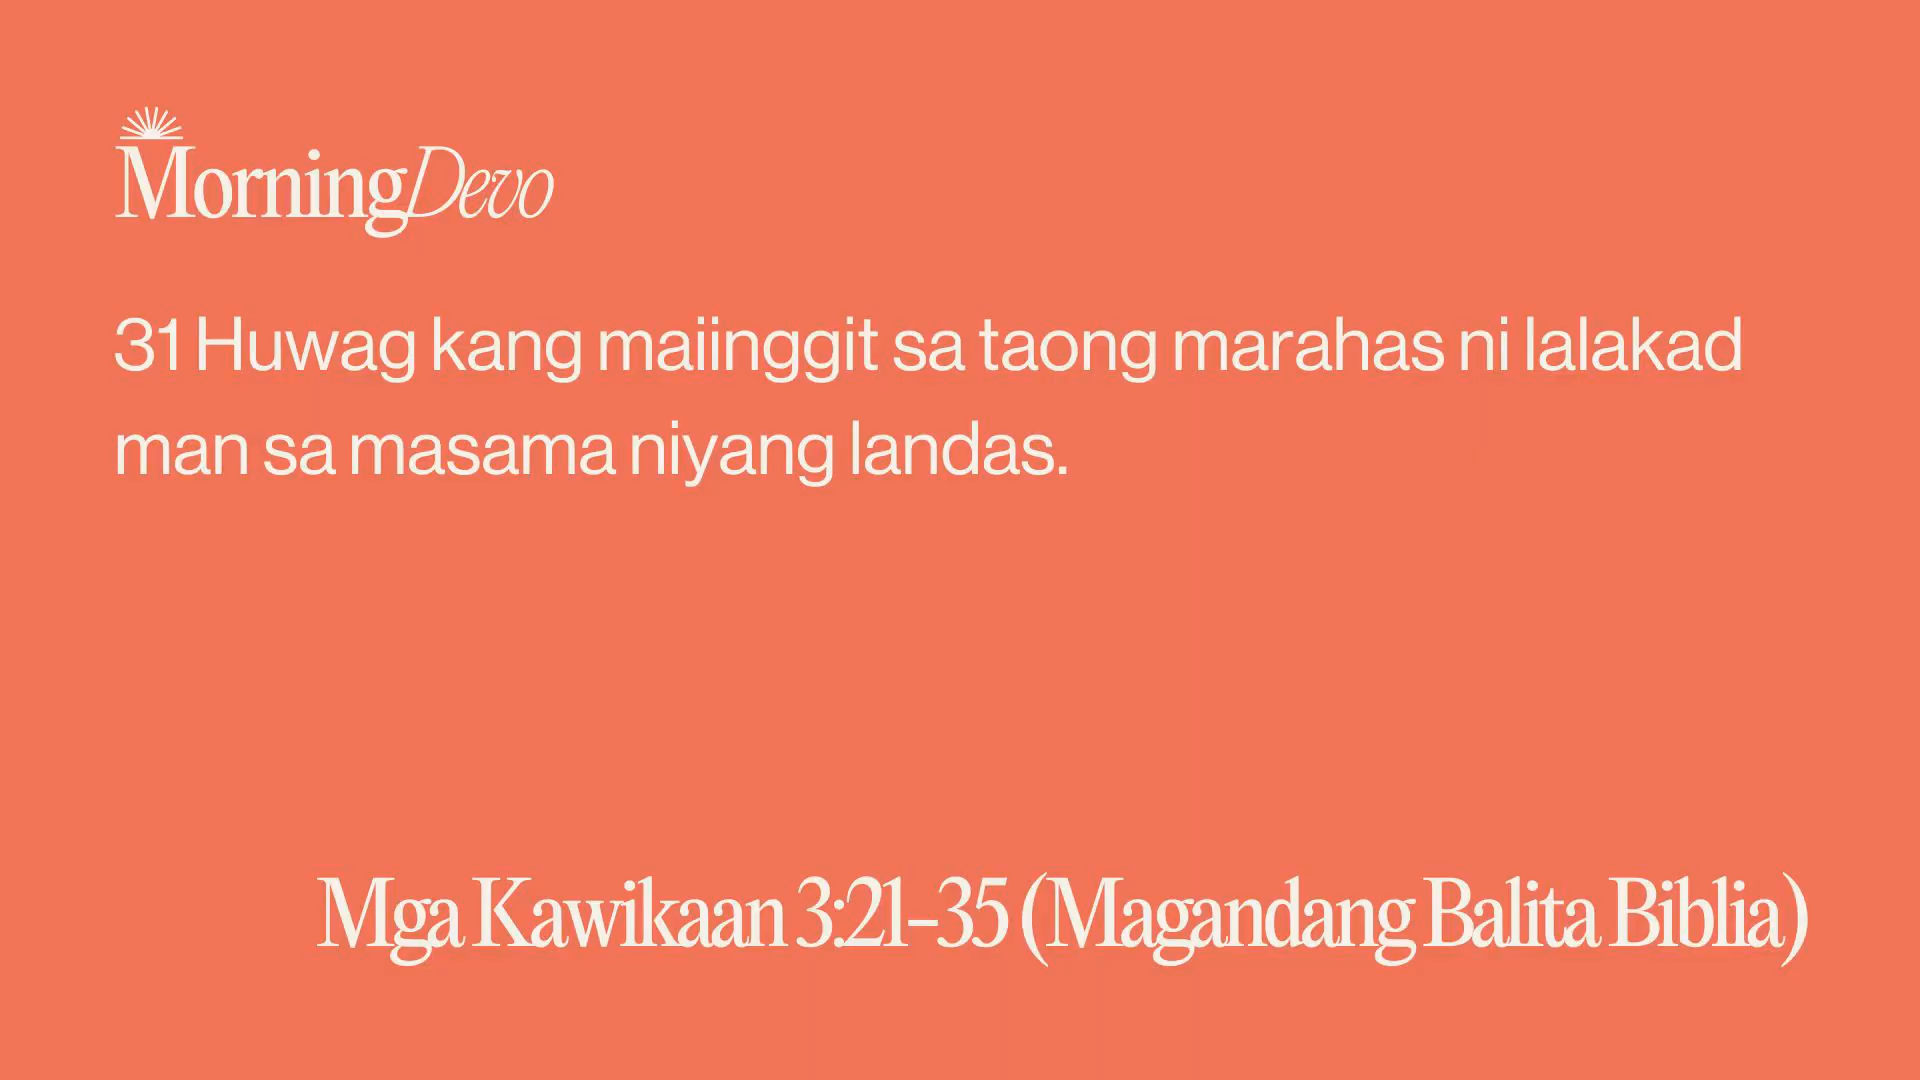 MorningDevo
31 Huwag kang maiinggit sa taong marahas ni lalakad
man sa masama niyang landas.
Mga Kawikaan 3:21–35 (Magandang Balita Biblia)